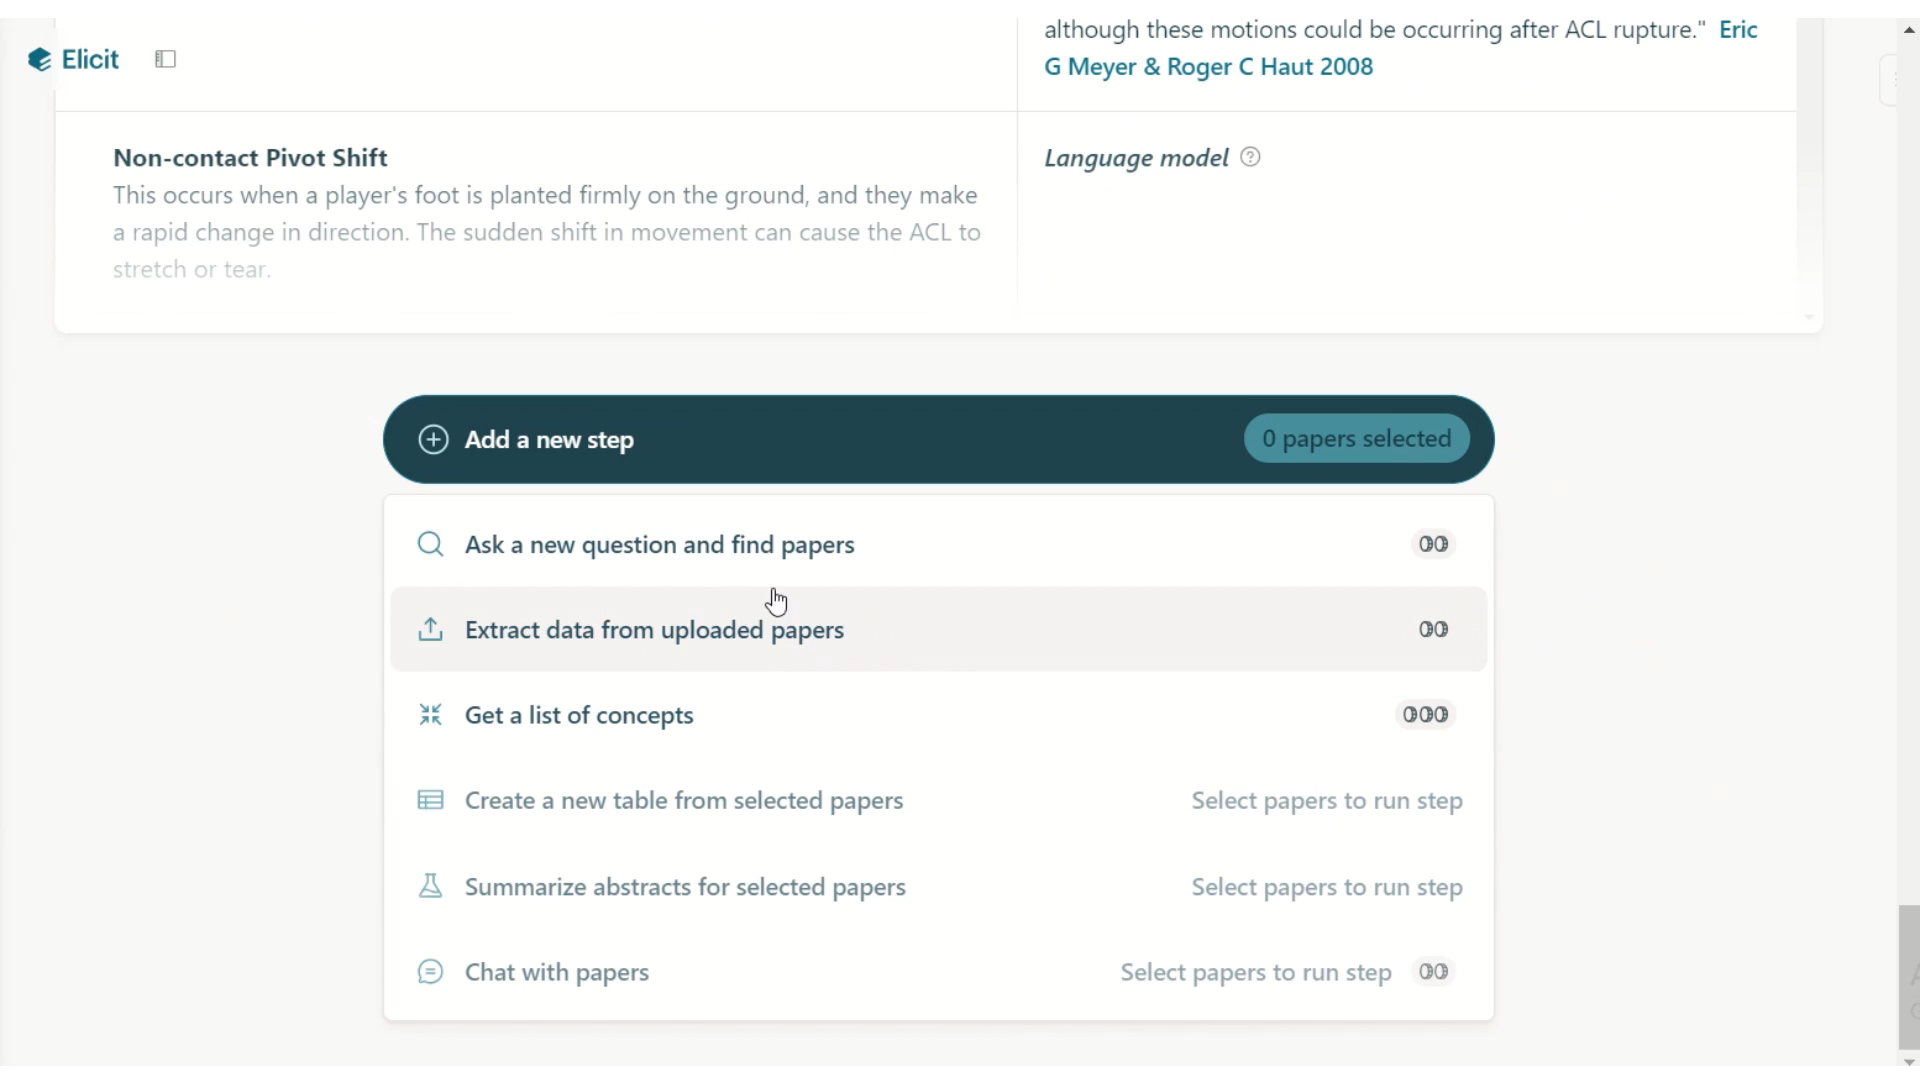 although these motions could be occurring after ACL rupture." Eric
G Meyer & Roger C Haut 2008
Elicit
Non-contact Pivot Shift
This occurs when a player's foot is planted firmly on the ground, and they make
a rapid change in direction. The sudden shift in movement can cause the ACL to
stretch or tear.
Language model
Add a new step
0 papers selected
Ask a new question and find papers
Extract data from uploaded papers
Get a list of concepts
Create a new table from selected papers
Select papers to run step
Summarize abstracts for selected papers
Select papers to run step
Chat with papers
Select papers to run step